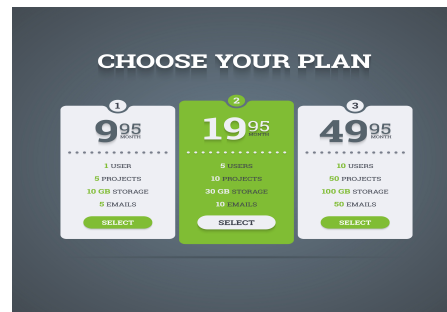 CHOOSE YOUR PLAN
1
9 95
MONTH
1 USER
5 PROJECTS
10 GB STORAGE
5 EMAILS
SELECT
2
19 95
MONTH
5 USERS
10 PROJECTS
30 GB STORAGE
10 EMAILS
SELECT
3
49 95
MONTH
10 USERS
50 PROJECTS
100 GB STORAGE
50 EMAILS
SELECT